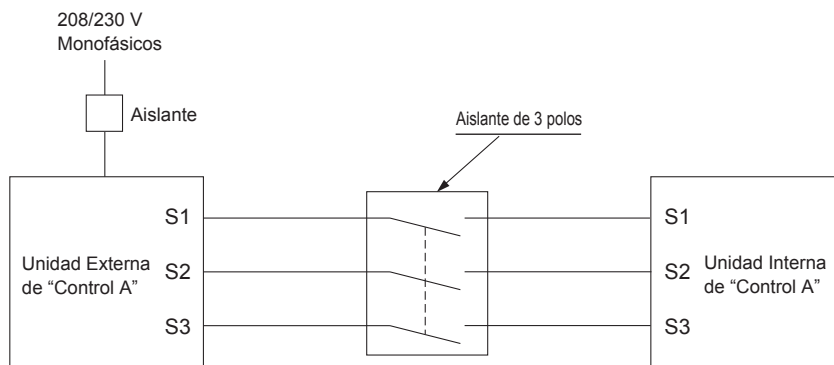 208/230 V
Monofásicos
Aislante
Aislante de 3 polos
S1
S1
Unidad Externa
de “Control A”
S2
S2
Unidad Interna
de “Control A”
S3
S3